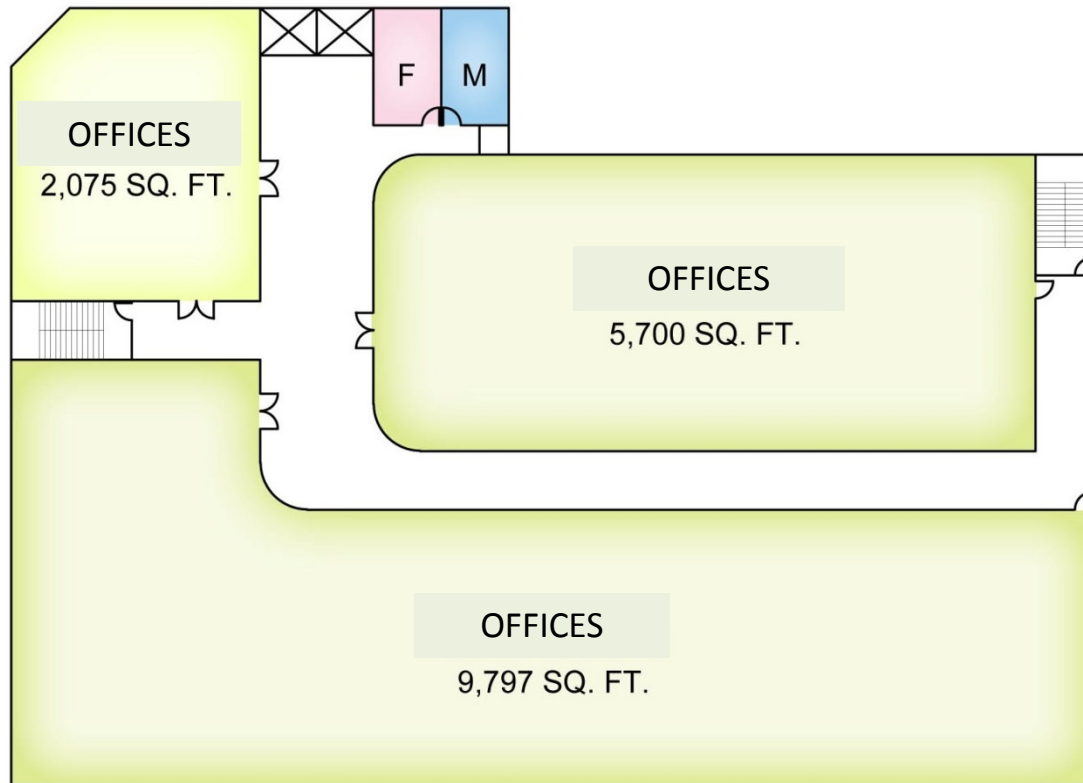 F
M
OFFICES
2,075 SQ. FT.
OFFICES
5,700 SQ. FT.
OFFICES
9,797 SQ. FT.